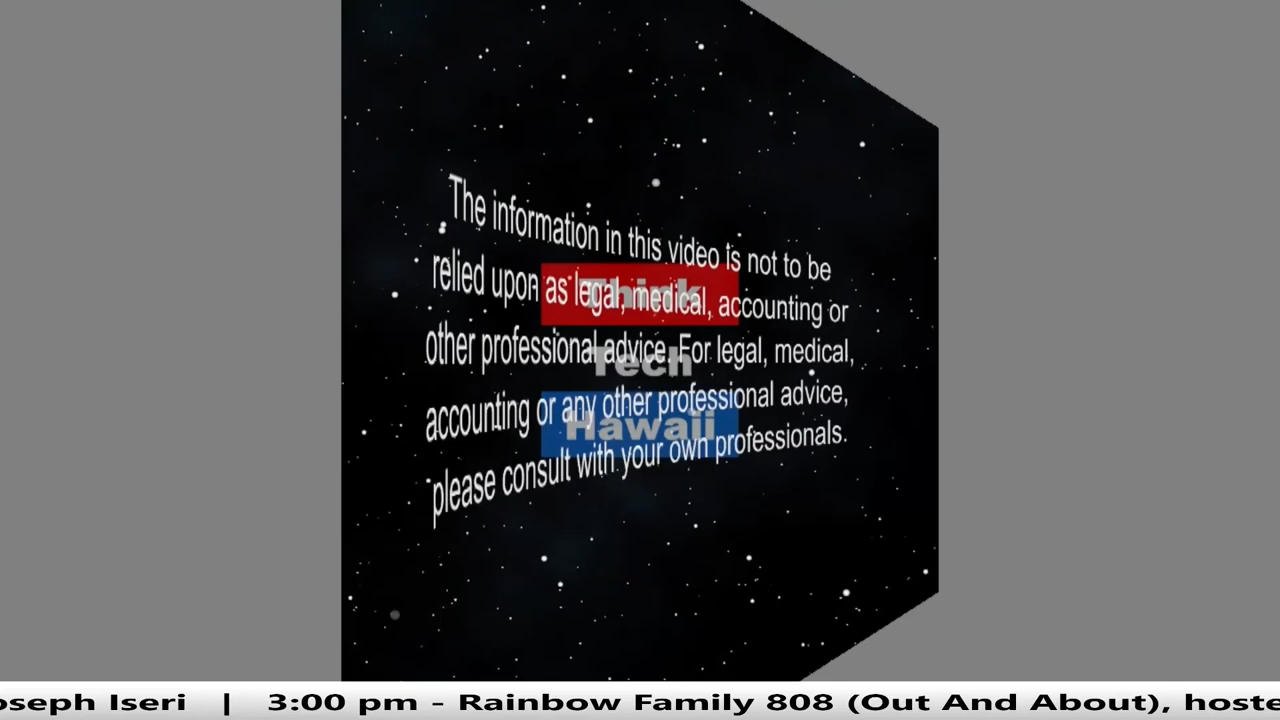 The information in this video is not to be
relied upon as legal, medical, accounting or
other professional advice. For legal, medical,
accounting or any other professional advice,
please consult with your own professionals.
Think
Tech
Hawaii
oseph Iseri | 3:00 pm - Rainbow Family 808 (Out And About), hoste